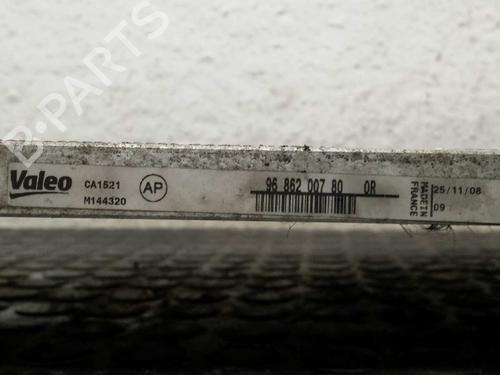 B-PARTS
Valeo
CA1521
M144320
AP
96 862 007 80 0R
MADE IN
FRANCE
25/11/08
09